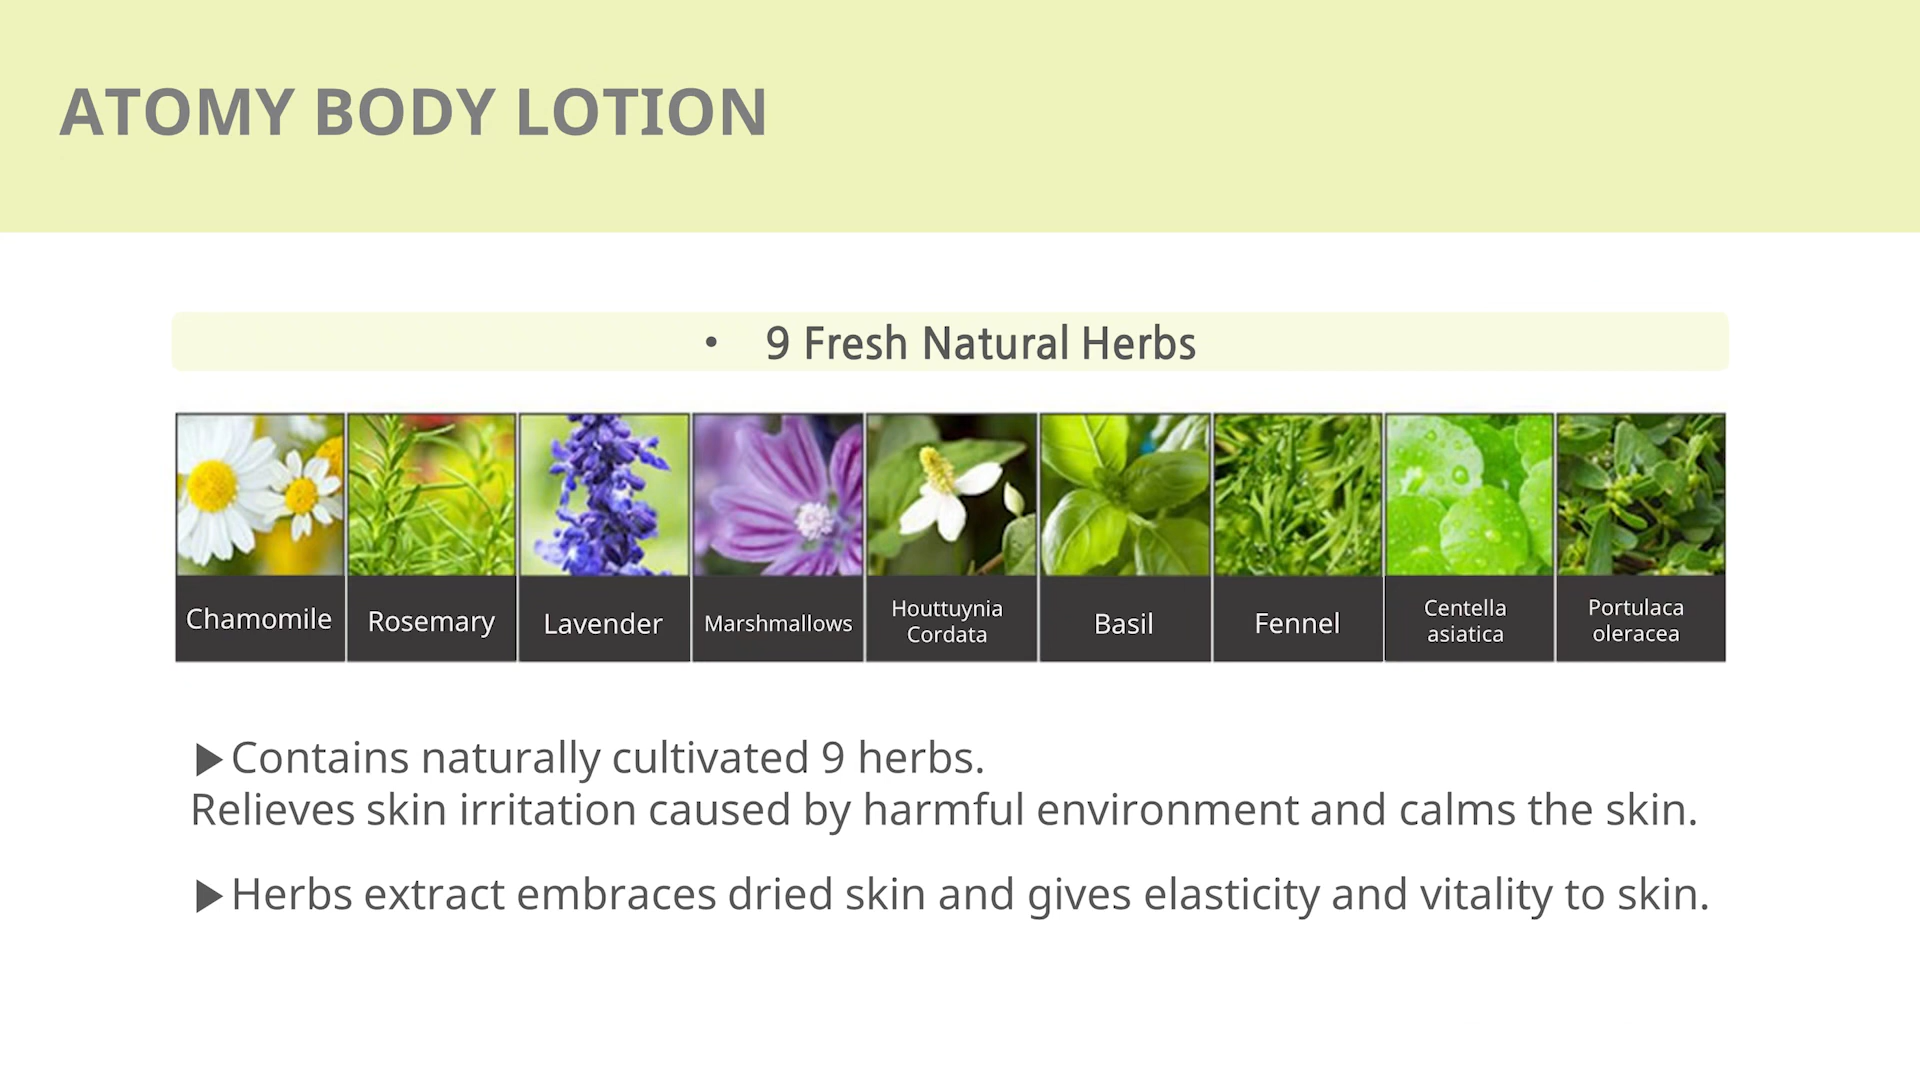 ATOMY BODY LOTION
• 9 Fresh Natural Herbs
Chamomile
Rosemary
Lavender
Marshmallows
Houttuynia
Cordata
Basil
Fennel
Centella
asiatica
Portulaca
oleracea
▶Contains naturally cultivated 9 herbs.
Relieves skin irritation caused by harmful environment and calms the skin.
▶Herbs extract embraces dried skin and gives elasticity and vitality to skin.